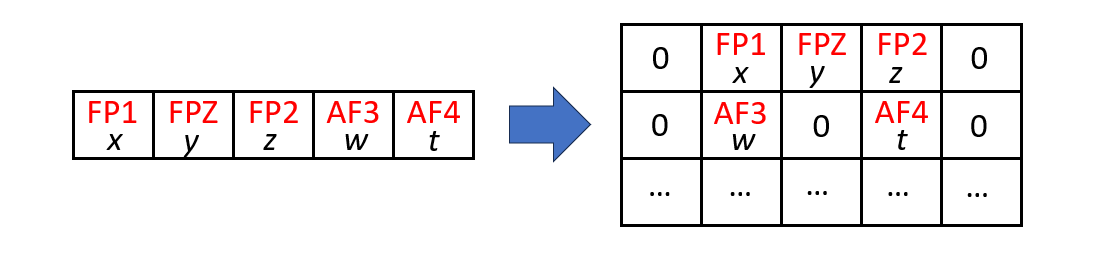 FP1 FPZ FP2 AF3 AF4
x y z w t
0 FP1 FPZ FP2 0
x y z
0 AF3 0 AF4 0
w t
... ... ... ... ...